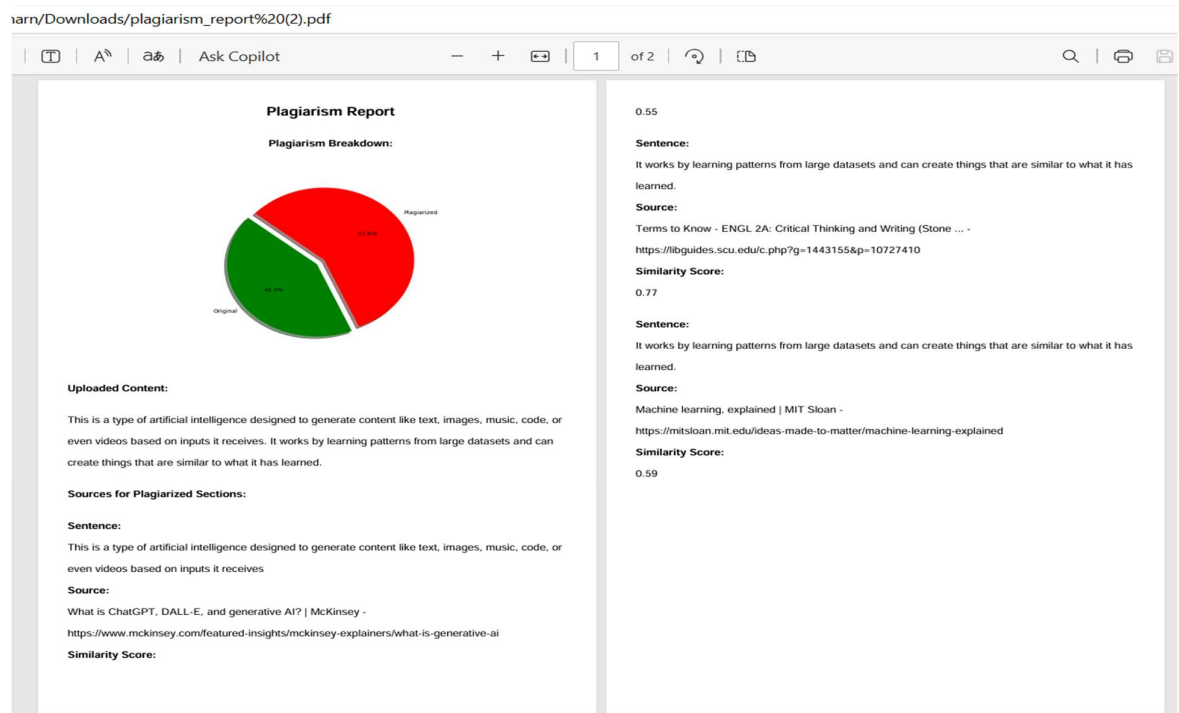 ıarn/Downloads/plagiarism_report%20(2).pdf
Ask Copilot
1 of 2
Plagiarism Report
Plagiarism Breakdown:
Plagiarized
Original
Uploaded Content:
This is a type of artificial intelligence designed to generate content like text, images, music, code, or
even videos based on inputs it receives. It works by learning patterns from large datasets and can
create things that are similar to what it has learned.
Sources for Plagiarized Sections:
Sentence:
This is a type of artificial intelligence designed to generate content like text, images, music, code, or
even videos based on inputs it receives
Source:
What is ChatGPT, DALL-E, and generative AI? | McKinsey -
https://www.mckinsey.com/featured-insights/mckinsey-explainers/what-is-generative-ai
Similarity Score:
0.55
Sentence:
It works by learning patterns from large datasets and can create things that are similar to what it has
learned.
Source:
Terms to Know - ENGL 2A: Critical Thinking and Writing (Stone ... -
https://libguides.scu.edu/c.php?g=1443155&p=10727410
Similarity Score:
0.77
Sentence:
It works by learning patterns from large datasets and can create things that are similar to what it has
learned.
Source:
Machine learning, explained | MIT Sloan -
https://mitsloan.mit.edu/ideas-made-to-matter/machine-learning-explained
Similarity Score:
0.59